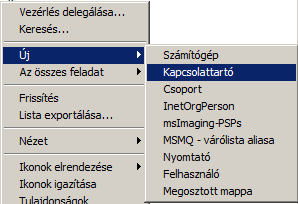 Vezérlés delegálása...
Keresés...
Új
Az összes feladat
Frissítés
Lista exportálása...
Nézet
Ikonok elrendezése
Ikonok igazítása
Tulajdonságok
Számítógép
Kapcsolattartó
Csoport
InetOrgPerson
msImaging-PSPs
MSMQ - várólista aliasa
Nyomtató
Felhasználó
Megosztott mappa